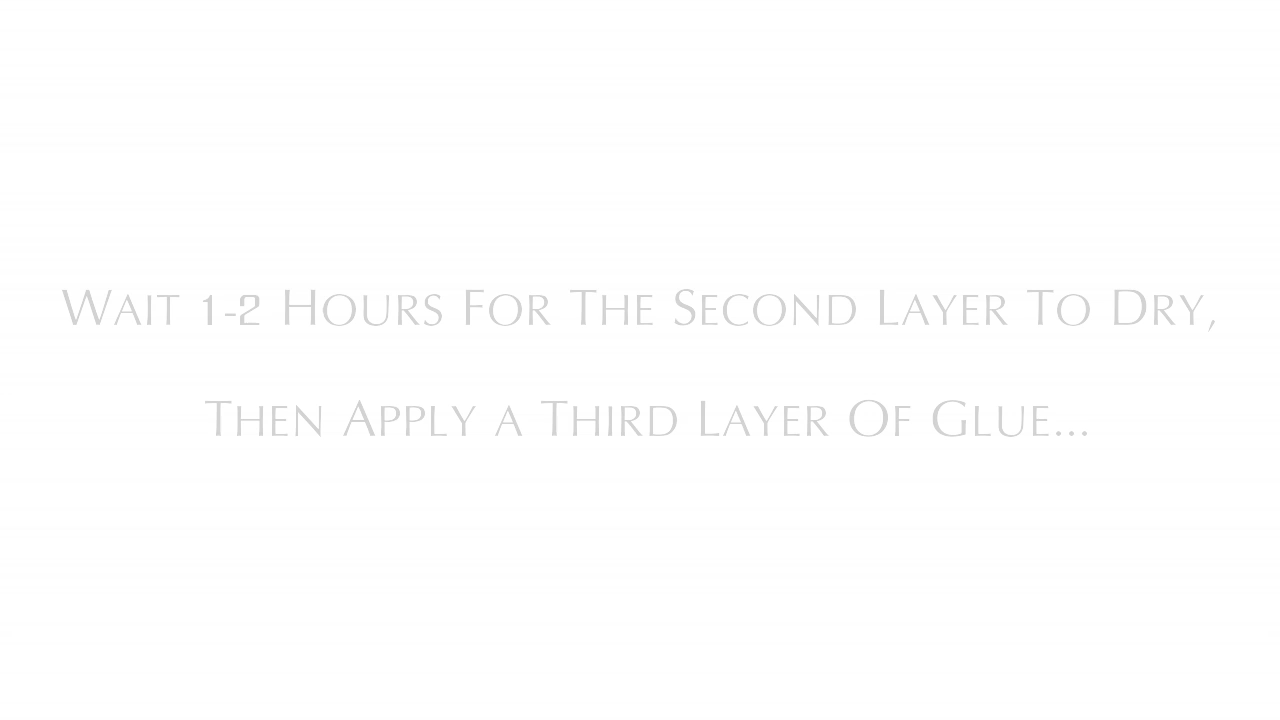 Wait 1-2 Hours For The Second Layer To Dry,
Then Apply a Third Layer Of Glue...